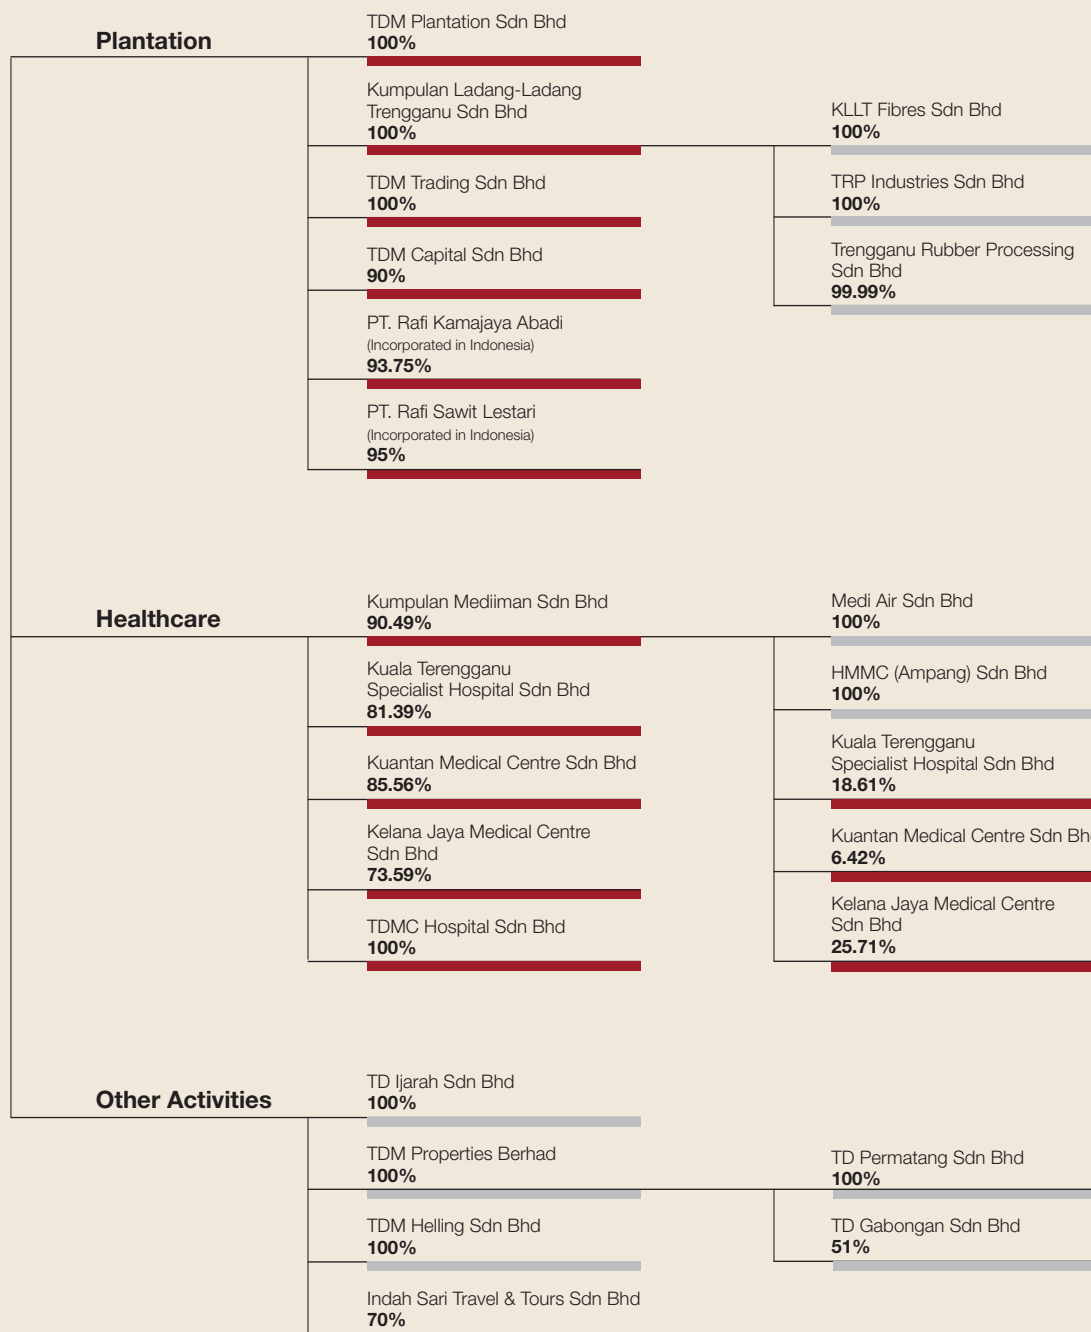 Plantation
TDM Plantation Sdn Bhd
100%
Kumpulan Ladang-Ladang
Trengganu Sdn Bhd
100%
KLLT Fibres Sdn Bhd
100%
TRP Industries Sdn Bhd
100%
Trengganu Rubber Processing
Sdn Bhd
99.99%
TDM Trading Sdn Bhd
100%
TDM Capital Sdn Bhd
90%
PT. Rafi Kamajaya Abadi
(Incorporated in Indonesia)
93.75%
PT. Rafi Sawit Lestari
(Incorporated in Indonesia)
95%
Healthcare
Kumpulan Mediiman Sdn Bhd
90.49%
Medi Air Sdn Bhd
100%
HMMC (Ampang) Sdn Bhd
100%
Kuala Terengganu
Specialist Hospital Sdn Bhd
18.61%
Kuantan Medical Centre Sdn Bh
6.42%
Kelana Jaya Medical Centre
Sdn Bhd
25.71%
Kuala Terengganu
Specialist Hospital Sdn Bhd
81.39%
Kuantan Medical Centre Sdn Bhd
85.56%
Kelana Jaya Medical Centre
Sdn Bhd
73.59%
TDMC Hospital Sdn Bhd
100%
Other Activities
TD Ijarah Sdn Bhd
100%
TDM Properties Berhad
100%
TD Permatang Sdn Bhd
100%
TD Gabongan Sdn Bhd
51%
TDM Helling Sdn Bhd
100%
Indah Sari Travel & Tours Sdn Bhd
70%